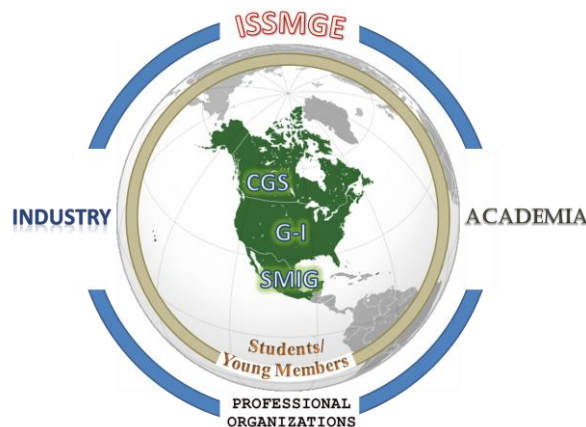 ISSMGE
CGS
INDUSTRY
G-I
ACADEMIA
SMIG
Students/
Young Members
PROFESSIONAL
ORGANIZATIONS